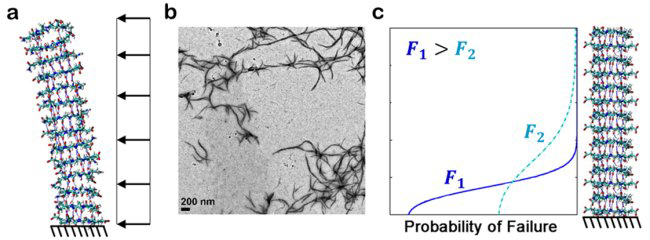 a
b
c
200 nm
F₁ > F₂
F₂
F₁
Probability of Failure